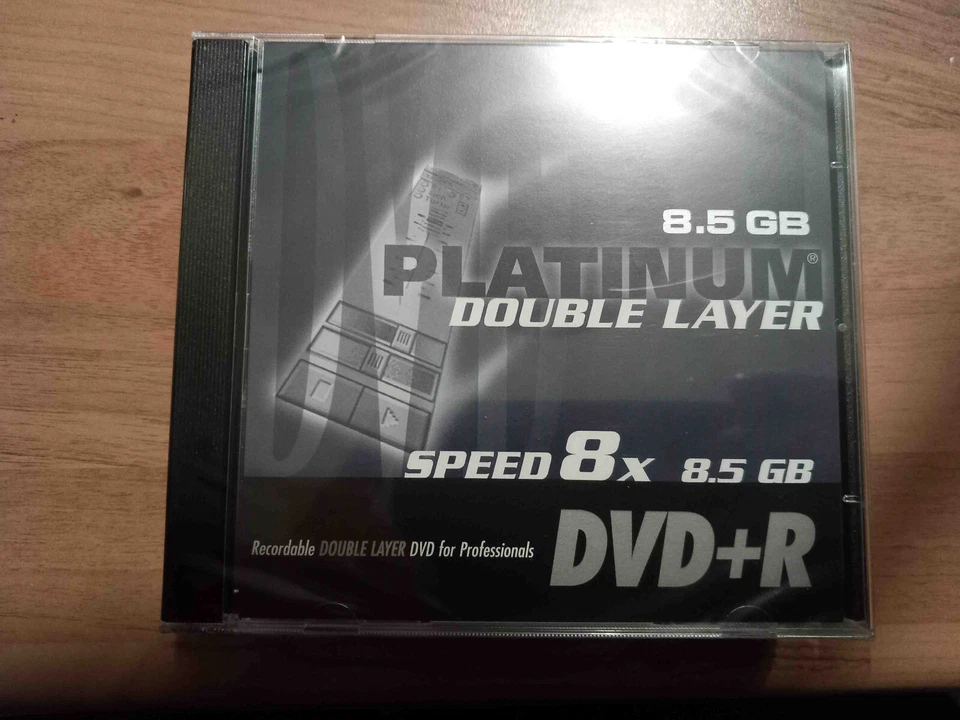 8.5 GB
PLATINUM®
DOUBLE LAYER
SPEED 8x 8.5 GB
Recordable DOUBLE LAYER DVD for Professionals
DVD+R